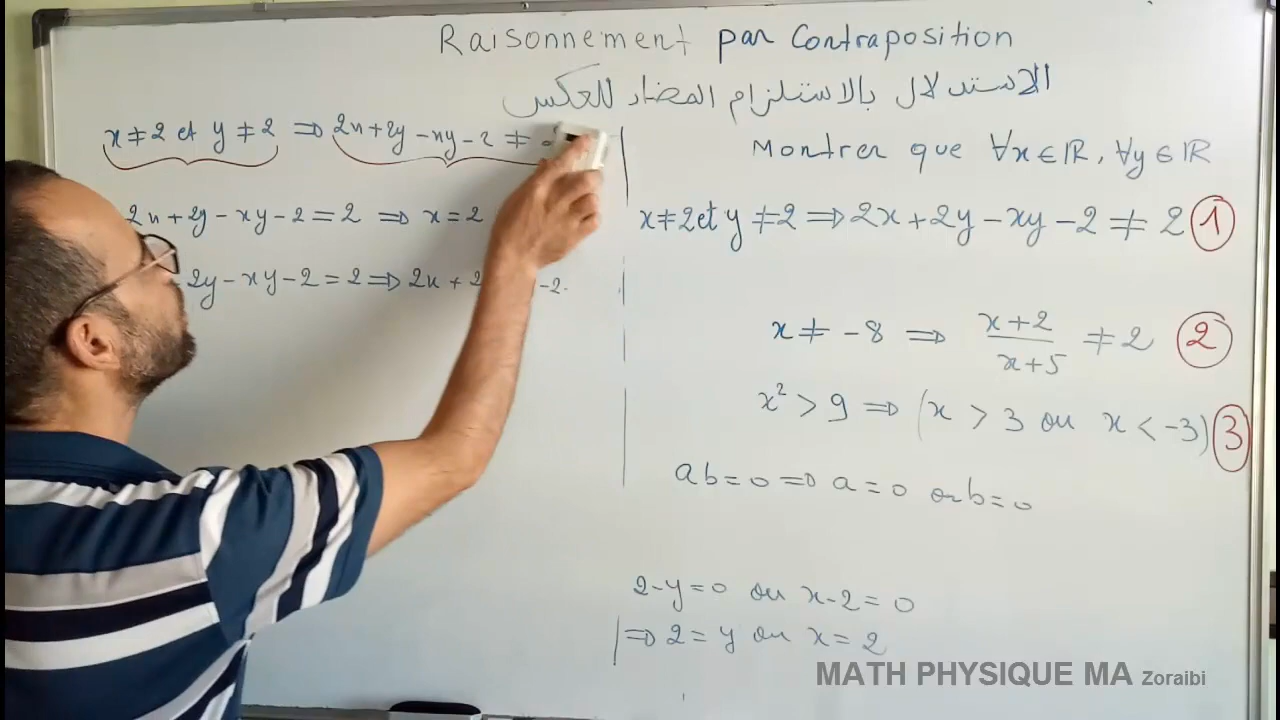 Raisonnement par Contraposition
الاستدلال بالاستلزام المضاد للعكس
x ≠ 2 et y ≠ 2 ⇒ 2x + 2y - xy - 2 ≠ 2
2x + 2y - xy - 2 = 2 ⇒ x = 2
2y - xy - 2 = 2 ⇒ 2x + 2 -2.
Montrer que ∀x ∈ ℝ, ∀y ∈ ℝ
x ≠ 2 et y ≠ 2 ⇒ 2x + 2y - xy - 2 ≠ 2 ①
x ≠ -8 ⇒ (x+2)/(x+5) ≠ 2 ②
x² > 9 ⇒ (x > 3 ou x < -3) ③
ab = 0 ⇒ a = 0 or b = 0
2-y = 0 ou x-2 = 0
⇒ 2 = y ou x = 2
MATH PHYSIQUE MA Zoraibi